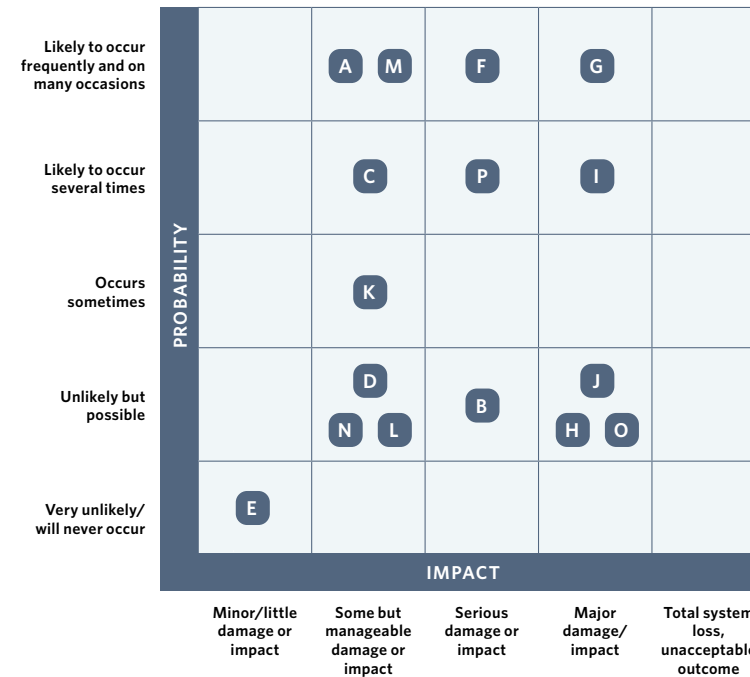 Likely to occur
frequently and on
many occasions
A M F G
Likely to occur
several times
C P I
PROBABILITY
Occurs
sometimes
K
Unlikely but
possible
D J
B
N L H O
Very unlikely/
will never occur
E
IMPACT
Minor/little
damage or
impact
Some but
manageable
damage or
impact
Serious
damage or
impact
Major
damage/
impact
Total system
loss,
unacceptable
outcome